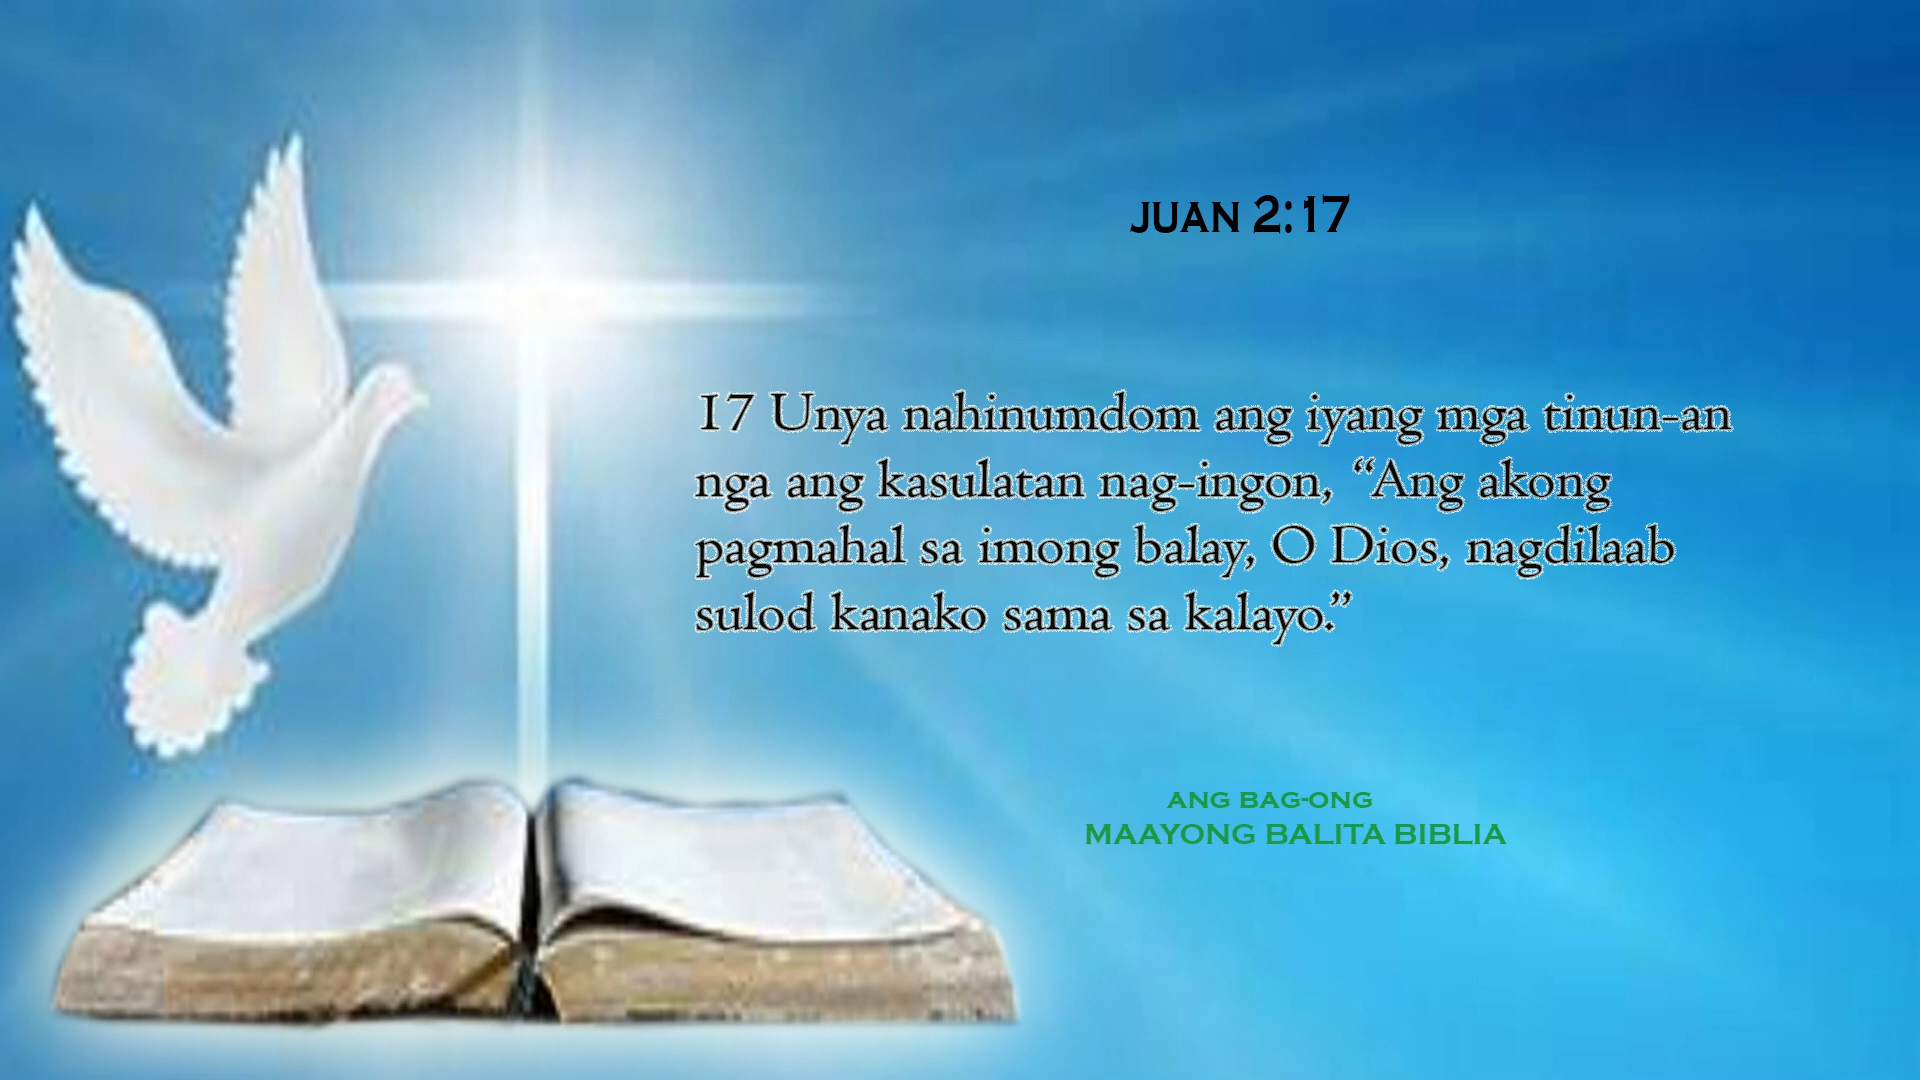 JUAN 2:17
17 Unya nahinumdom ang iyang mga tinun-an
nga ang kasulatan nag-ingon, “Ang akong
pagmahal sa imong balay, O Dios, nagdilaab
sulod kanako sama sa kalayo.”
ANG BAG-ONG
MAAYONG BALITA BIBLIA